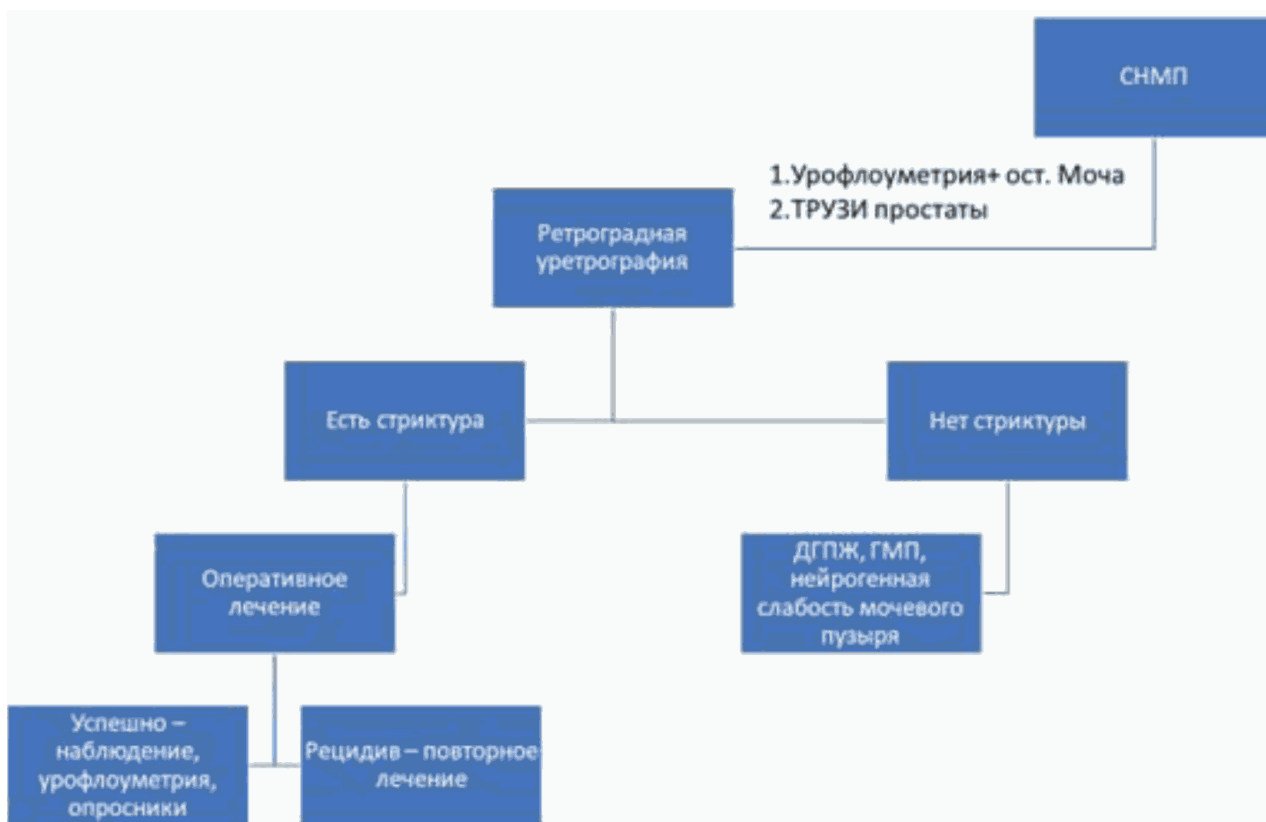 СНМП
1.Урофлоуметрия+ ост. Моча
2.ТРУЗИ простаты
Ретроградная
уретрография
Есть стриктура
Нет стриктуры
Оперативное
лечение
ДГПЖ, ГМП,
нейрогенная
слабость мочевого
пузыря
Успешно –
наблюдение,
урофлоуметрия,
опросники
Рецидив – повторное
лечение